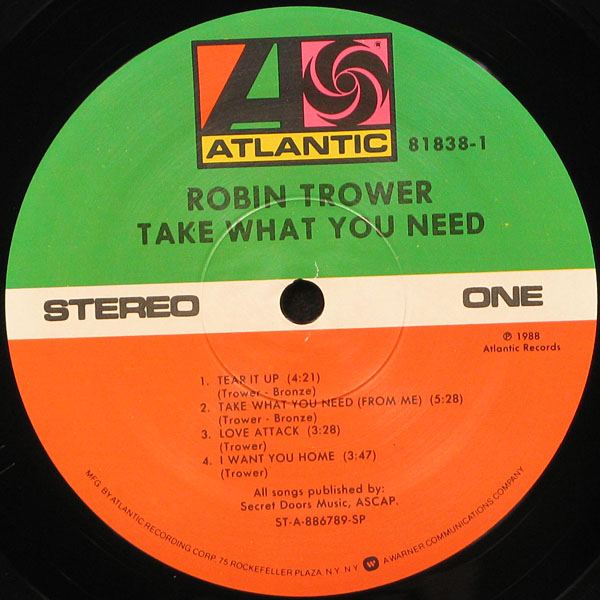 ATLANTIC
81838-1
ROBIN TROWER
TAKE WHAT YOU NEED
STEREO
ONE
℗ 1988
Atlantic Records
1. TEAR IT UP (4:21)
(Trower - Bronze)
2. TAKE WHAT YOU NEED (FROM ME) (5:28)
(Trower - Bronze)
3. LOVE ATTACK (3:28)
(Trower)
4. I WANT YOU HOME (3:47)
(Trower)
All songs published by:
Secret Doors Music, ASCAP.
ST-A-886789-SP
MFG. BY ATLANTIC RECORDING CORP. 75 ROCKEFELLER PLAZA, N.Y. N.Y. A WARNER COMMUNICATIONS COMPANY